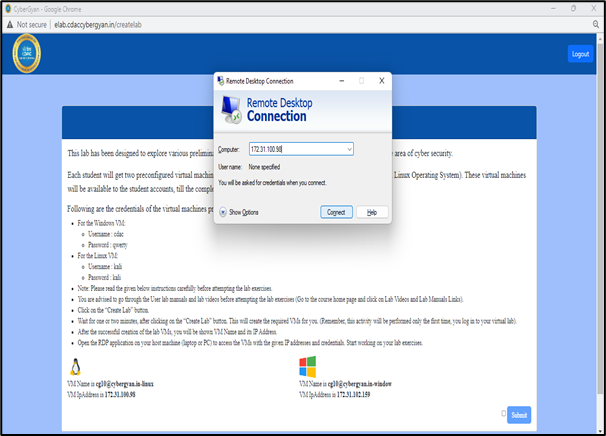 CyberGyan - Google Chrome
Not secure | elab.cdaccybergyan.in/createlab
Logout
Remote Desktop Connection
Remote Desktop
Connection
Computer: 172.31.100.98
User name: None specified
You will be asked for credentials when you connect.
Show Options Connect Help
This lab has been designed to explore various prelimina area of cyber security.
Each student will get two preconfigured virtual machin Linux Operating System). These virtual machines
will be available to the student accounts, till the comple
Following are the credentials of the virtual machines pr
For the Windows VM:
Username : cdac
Password : qwerty
For the Linux VM:
Username : kali
Password : kali
Note: Please read the given below instructions carefully before attempting the lab exercises.
You are advised to go through the User lab manuals and lab videos before attempting the lab exercises (Go to the course home page and click on Lab Videos and Lab Manuals Links).
Click on the “Create Lab” button.
Wait for one or two minutes, after clicking on the “Create Lab” button. This will create the required VMs for you. (Remember, this activity will be performed only the first time, you log in to your virtual lab).
After the successful creation of the lab VMs, you will be shown VM Name and its IP Address.
Open the RDP application on your host machine (laptop or PC) to access the VMs with the given IP addresses and credentials. Start working on your lab exercises.
VM Name is cg10@cybergyan.in-linux
VM IpAddress is 172.31.100.98
VM Name is cg10@cybergyan.in-window
VM IpAddress is 172.31.102.159
Submit